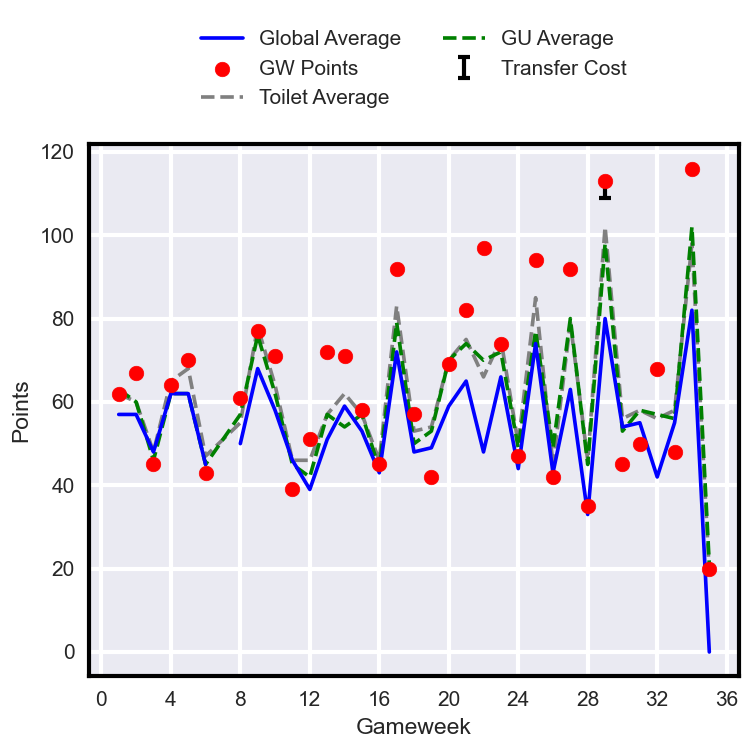 Global Average
GW Points
Toilet Average
GU Average
Transfer Cost
120
100
80
60
40
20
0
Points
0 4 8 12 16 20 24 28 32 36
Gameweek